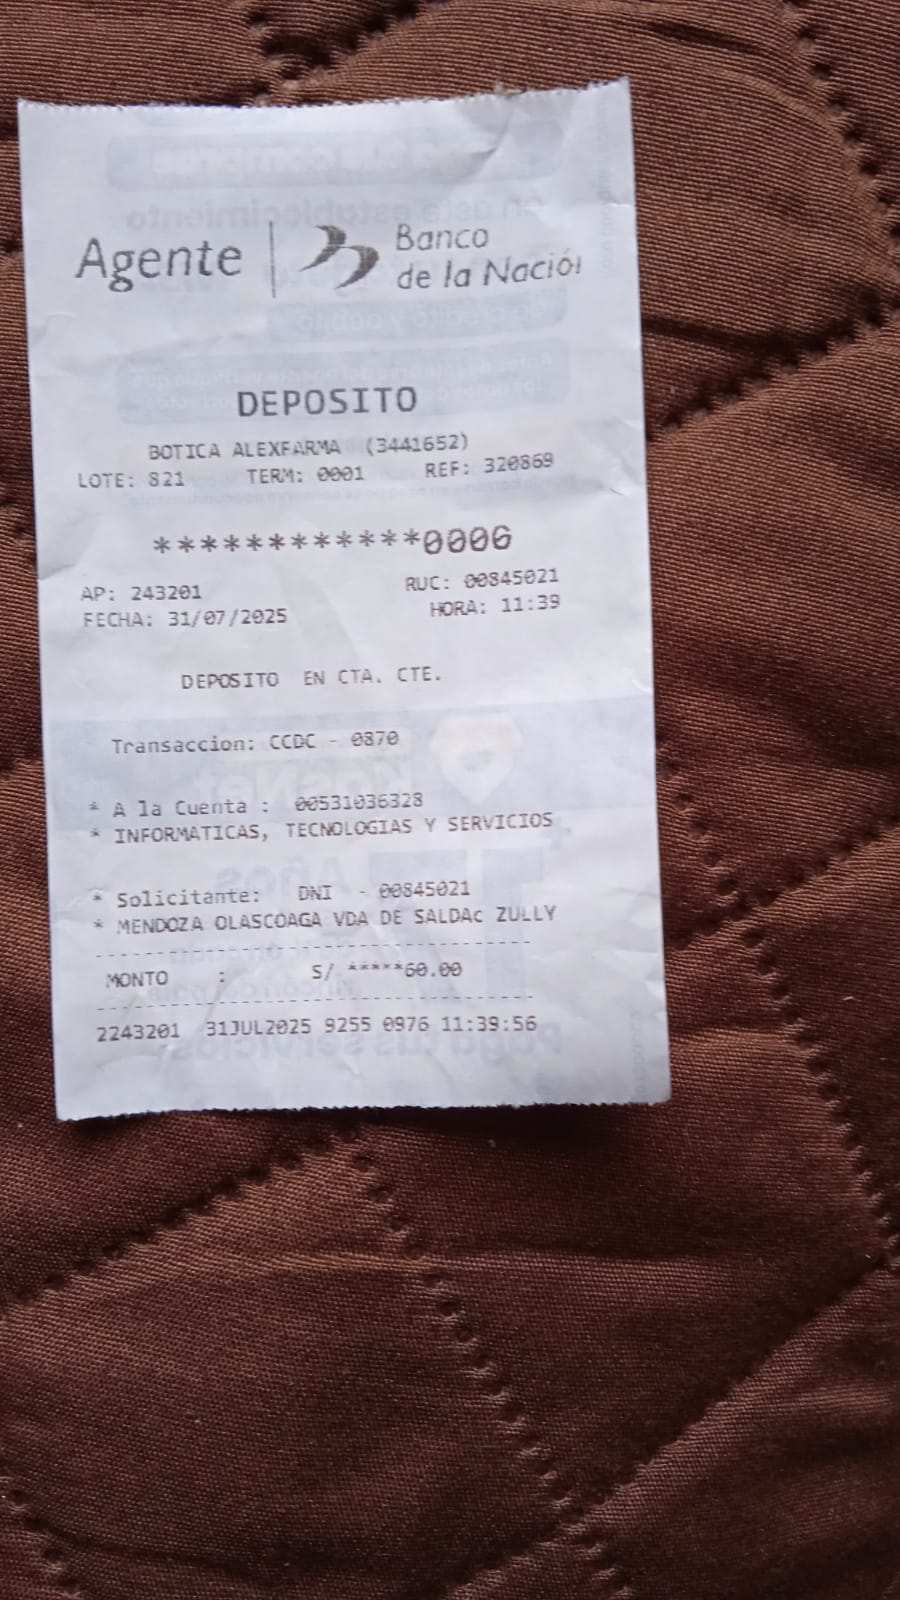 Agente | Banco
de la Nació
DEPOSITO
BOTICA ALEXFARMA (3441652)
LOTE: 821 TERM: 0001 REF: 320869
************0006
AP: 243201 RUC: 00845021
FECHA: 31/07/2025 HORA: 11:39
DEPOSITO EN CTA. CTE.
Transaccion: CCDC - 0870
* A la Cuenta : 00531036328
* INFORMATICAS, TECNOLOGIAS Y SERVICIOS
* Solicitante: DNI - 00845021
* MENDOZA OLASCOAGA VDA DE SALDAc ZULLY
MONTO : S/ *****60.00
2243201 31JUL2025 9255 0976 11:39:56